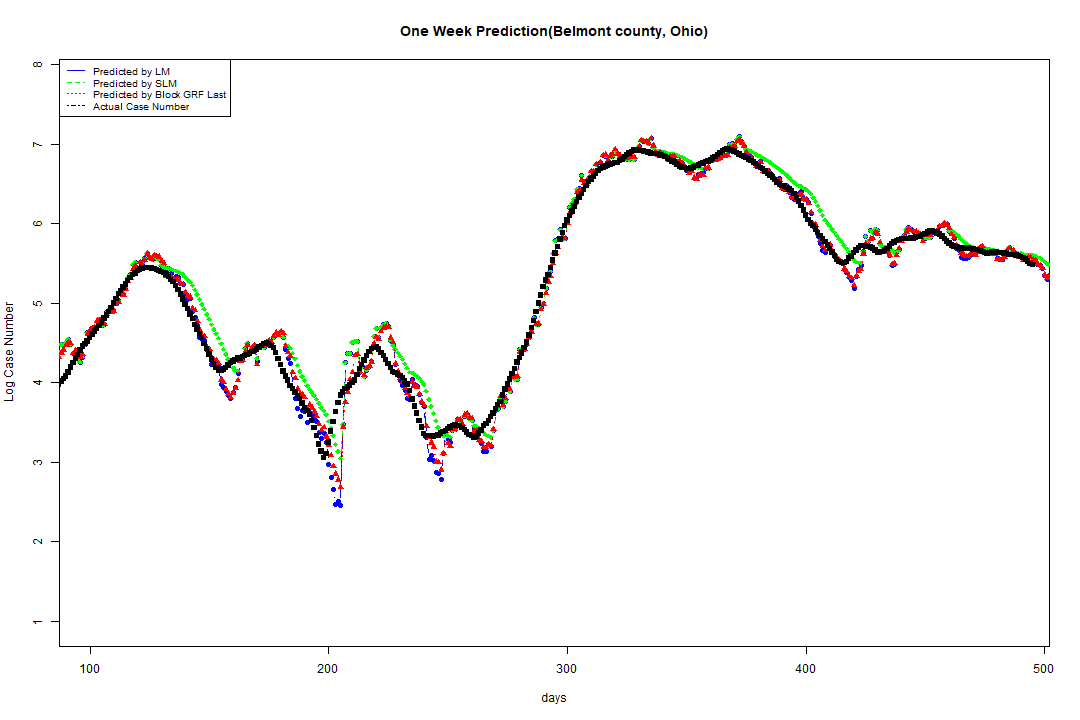 One Week Prediction(Belmont county, Ohio)
Predicted by LM
Predicted by SLM
Predicted by Block GRF Last
Actual Case Number
Log Case Number
8
7
6
5
4
3
2
1
100 200 300 400 500
days